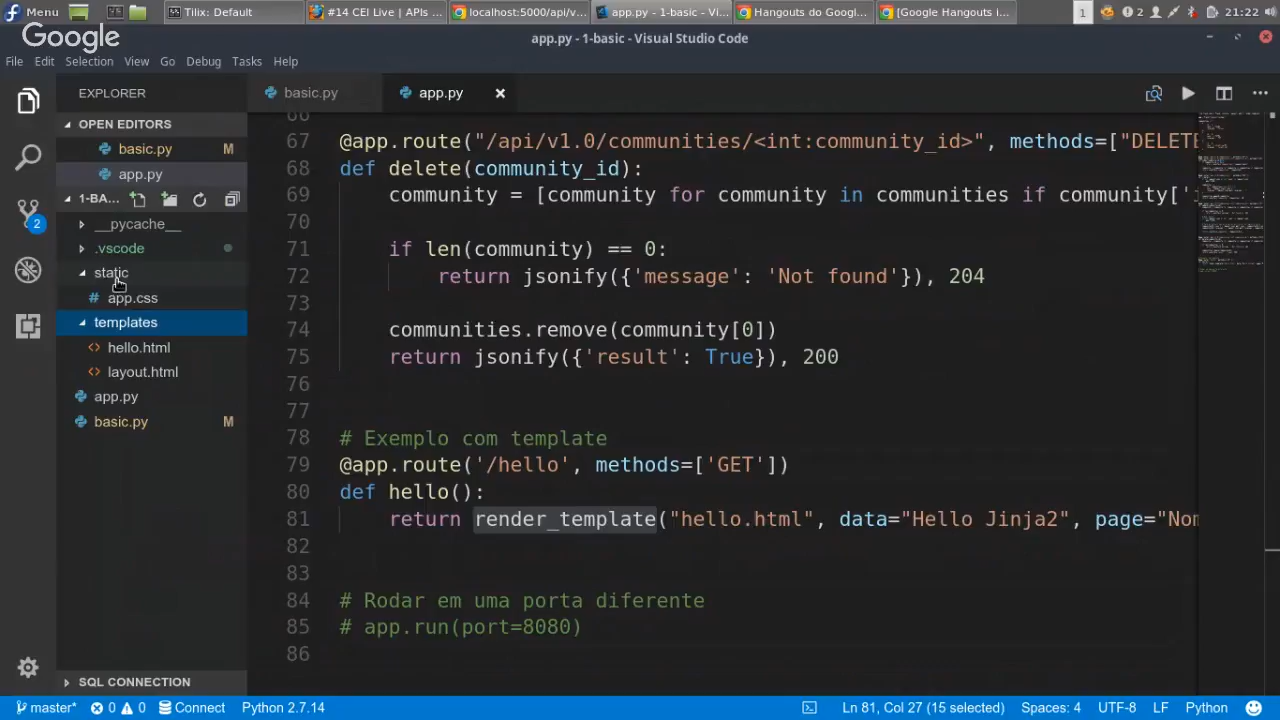 Menu
Tilix: Default
#14 CEI Live | APIs ...
localhost:5000/api/v...
app.py - 1-basic - Vi...
Hangouts do Googl...
[Google Hangouts i...
1
2
21:22
Google
app.py - 1-basic - Visual Studio Code
File Edit Selection View Go Debug Tasks Help
EXPLORER
basic.py
app.py
OPEN EDITORS
basic.py M
app.py
1-BA...
__pycache__
.vscode
static
app.css
templates
hello.html
layout.html
app.py
basic.py M
SQL CONNECTION
2
66
67 @app.route("/api/v1.0/communities/<int:community_id>", methods=["DELETE
68 def delete(community_id):
69 community = [community for community in communities if community['
70
71 if len(community) == 0:
72 return jsonify({'message': 'Not found'}), 204
73
74 communities.remove(community[0])
75 return jsonify({'result': True}), 200
76
77
78 # Exemplo com template
79 @app.route('/hello', methods=['GET'])
80 def hello():
81 return render_template("hello.html", data="Hello Jinja2", page="Nom
82
83
84 # Rodar em uma porta diferente
85 # app.run(port=8080)
86
master* 0 0 Connect Python 2.7.14
Ln 81, Col 27 (15 selected) Spaces: 4 UTF-8 LF Python